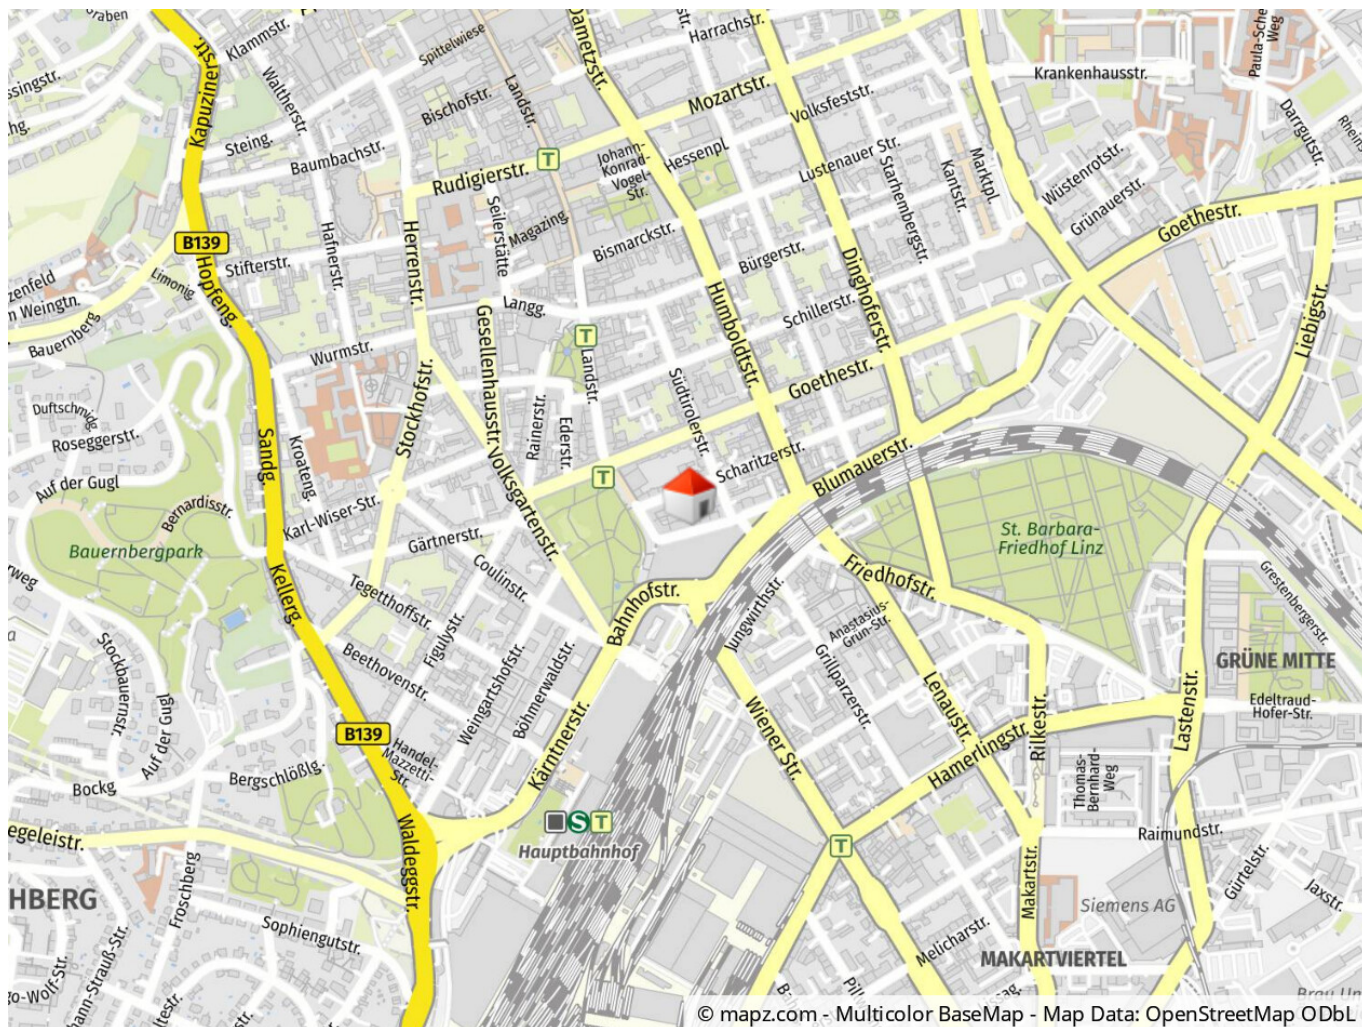 Klammstr.
Spittelwiese
Harrachstr.
Dametzstr.
Kapuzinerstr.
Waltherstr.
Bischofstr.
Landstr.
Mozartstr.
Volksfeststr.
Krankenhausstr.
Paula-Sche
Weg
Darrgutstr.
Steing.
Baumbachstr.
T
Johann-
Konrad-
Vogel-
Str.
Hessenpl.
Lustenauer Str.
Starhembergstr.
Kantstr.
Marktpl.
Wüstenrotstr.
Grünauerstr.
Rudigierstr.
Seilerstätte
Magazing.
Bismarckstr.
Goethestr.
B139
Hafnerstr.
Herrenstr.
Stifterstr.
Limonig.
Hopfeng.
zenfeld
m Weingtn.
Bauernberg
Bürgerstr.
Dinghoferstr.
Humboldtstr.
Schillerstr.
Liebigstr.
Langg.
Gesellenhausstr.
T
Landstr.
Wurmstr.
Stockhofstr.
Südtirolerstr.
Goethestr.
Duftschmidg.
Roseggerstr.
Sandg.
Kroateng.
Rainerstr.
Ederstr.
Scharitzerstr.
Blumauerstr.
Auf der Gugl
Bernardisstr.
Karl-Wiser-Str.
Volksgartenstr.
T
Bauernbergpark
Gärtnerstr.
Coulinstr.
St. Barbara-
Friedhof Linz
Kellerg.
Tegetthoffstr.
Figulystr.
Bahnhofstr.
Jungwirthstr.
Friedhofstr.
Anastasius-
Grün-Str.
Grestenbergerstr.
Stockbauernstr.
Auf der Gugl
Beethovenstr.
Weingartshofstr.
Böhmerwaldstr.
Grillparzerstr.
Lenaustr.
Rilkestr.
GRÜNE MITTE
Edeltraud-
Hofer-Str.
Lastenstr.
B139
Handel-
Mazzetti-
Str.
Kärntnerstr.
Wiener Str.
Hamerlingstr.
Thomas-
Bernhard-
Weg
Bockg.
Bergschlößlg.
Waldeggstr.
S T
Hauptbahnhof
T
Raimundstr.
egeleistr.
Froschberg
HBERG
Sophiengutstr.
Makartstr.
Siemens AG
Gürtelstr.
Jaxstr.
Melicharstr.
MAKARTVIERTEL
© mapz.com - Multicolor BaseMap - Map Data: OpenStreetMap ODbL